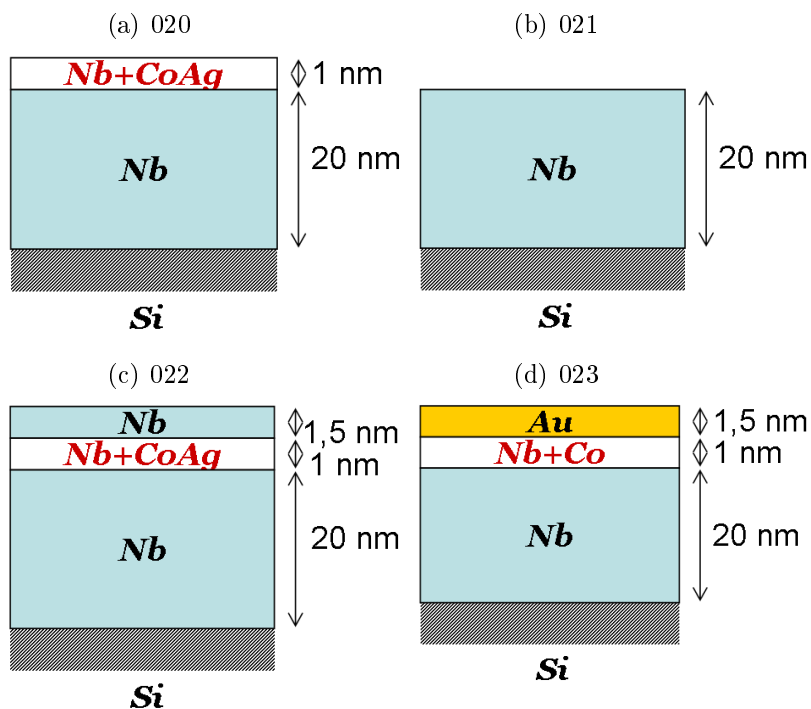 (a) 020
Nb+CoAg
1 nm
Nb
20 nm
Si
(b) 021
Nb
20 nm
Si
(c) 022
Nb
1,5 nm
Nb+CoAg
1 nm
Nb
20 nm
Si
(d) 023
Au
1,5 nm
Nb+Co
1 nm
Nb
20 nm
Si